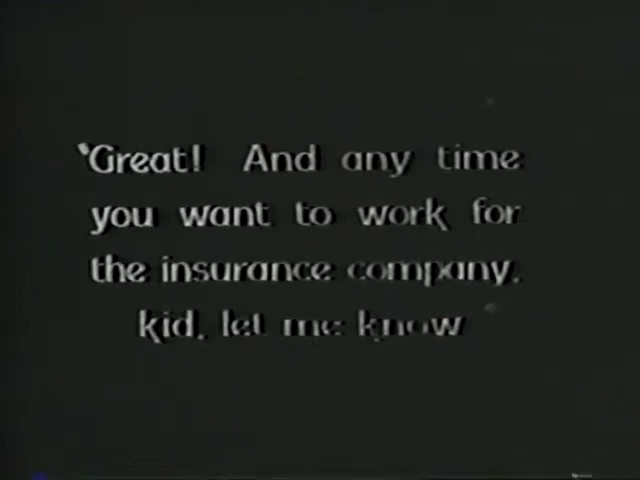 "Great! And any time
you want to work for
the insurance company,
kid, let me know